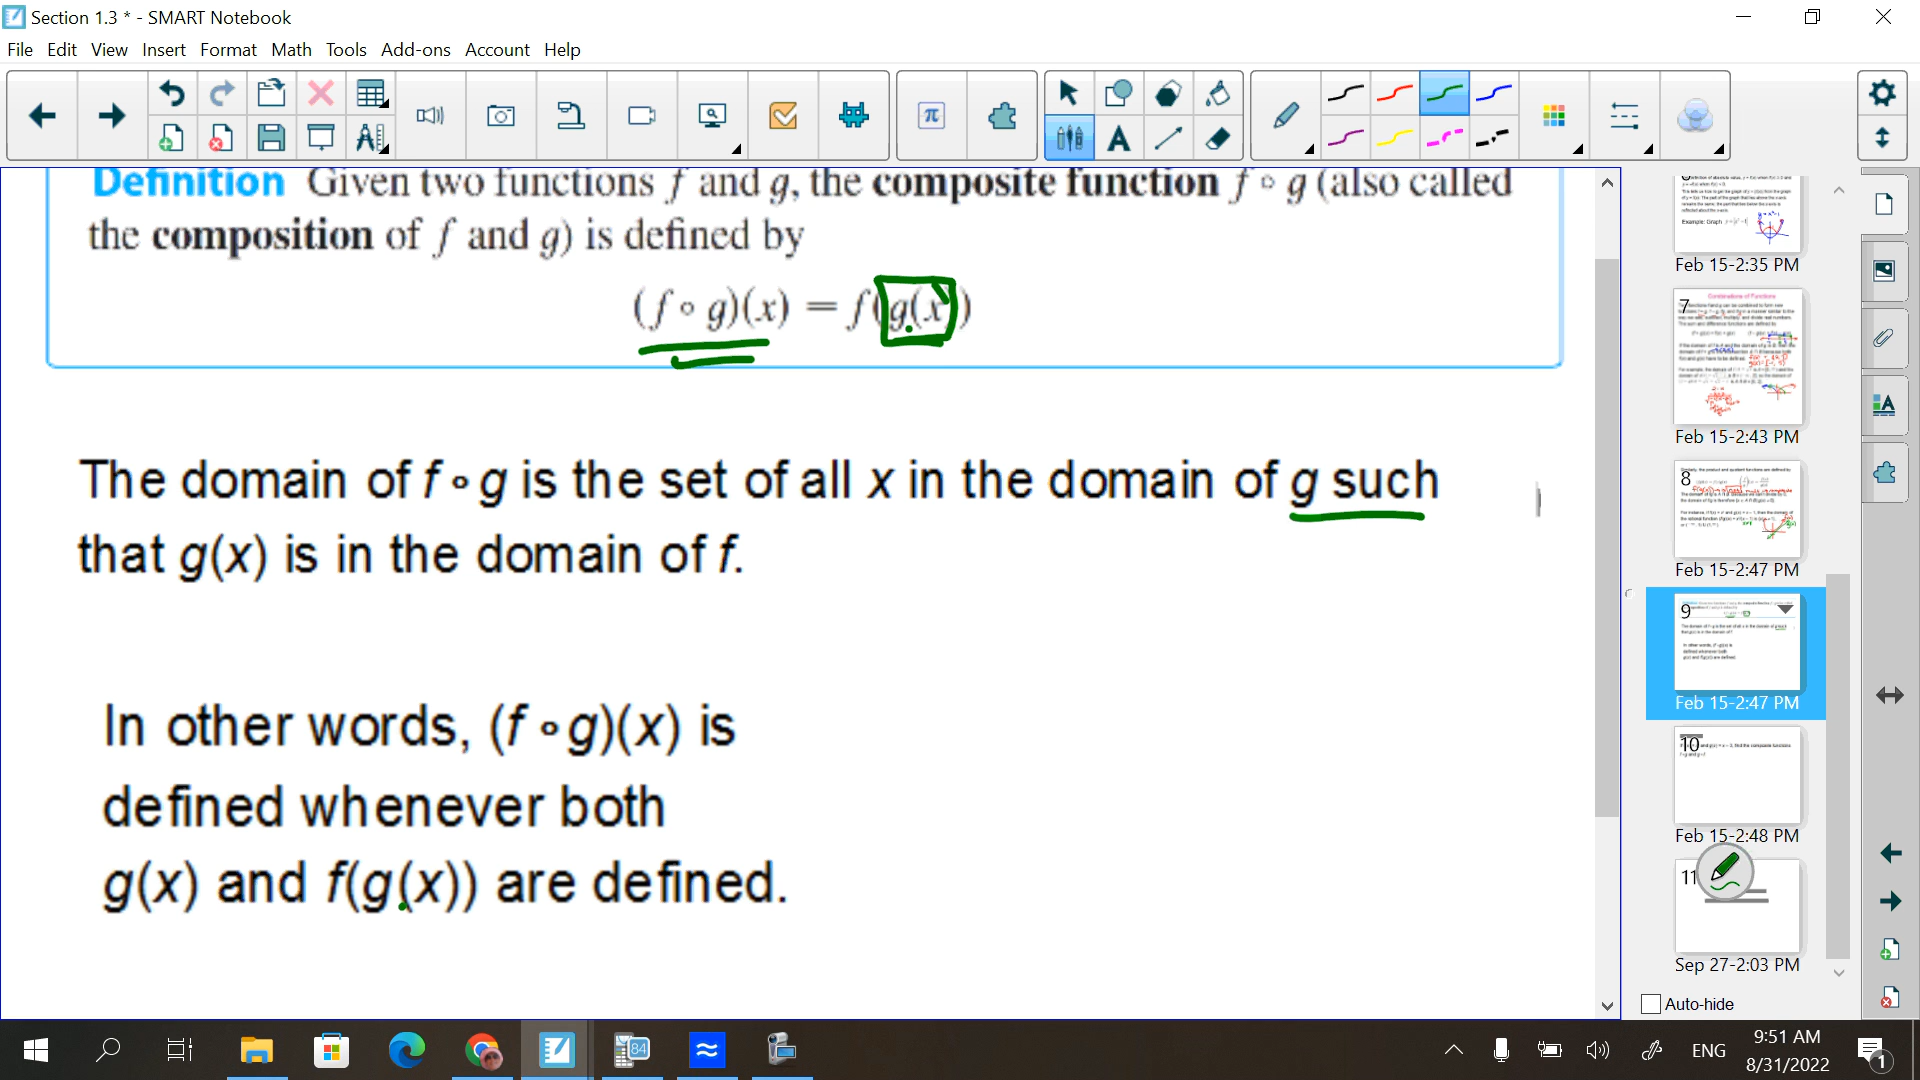 Section 1.3 * - SMART Notebook
File Edit View Insert Format Math Tools Add-ons Account Help
Definition Given two functions f and g, the composite function f ∘ g (also called
the composition of f and g) is defined by
(f ∘ g)(x) = f(g(x))
The domain of f ∘ g is the set of all x in the domain of g such
that g(x) is in the domain of f.
In other words, (f ∘ g)(x) is
defined whenever both
g(x) and f(g(x)) are defined.
Feb 15-2:35 PM
7
Combinations of Functions
Feb 15-2:43 PM
8
Feb 15-2:47 PM
9
Feb 15-2:47 PM
10
Feb 15-2:48 PM
11
Sep 27-2:03 PM
Auto-hide
84
ENG
9:51 AM
8/31/2022
1